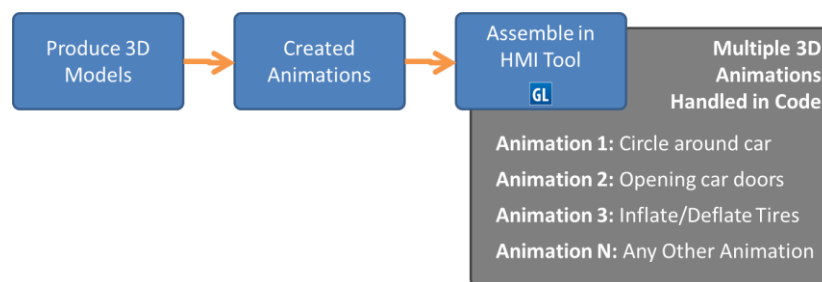 Produce 3D
Models
Created
Animations
Assemble in
HMI Tool
GL
Multiple 3D
Animations
Handled in Code
Animation 1: Circle around car
Animation 2: Opening car doors
Animation 3: Inflate/Deflate Tires
Animation N: Any Other Animation